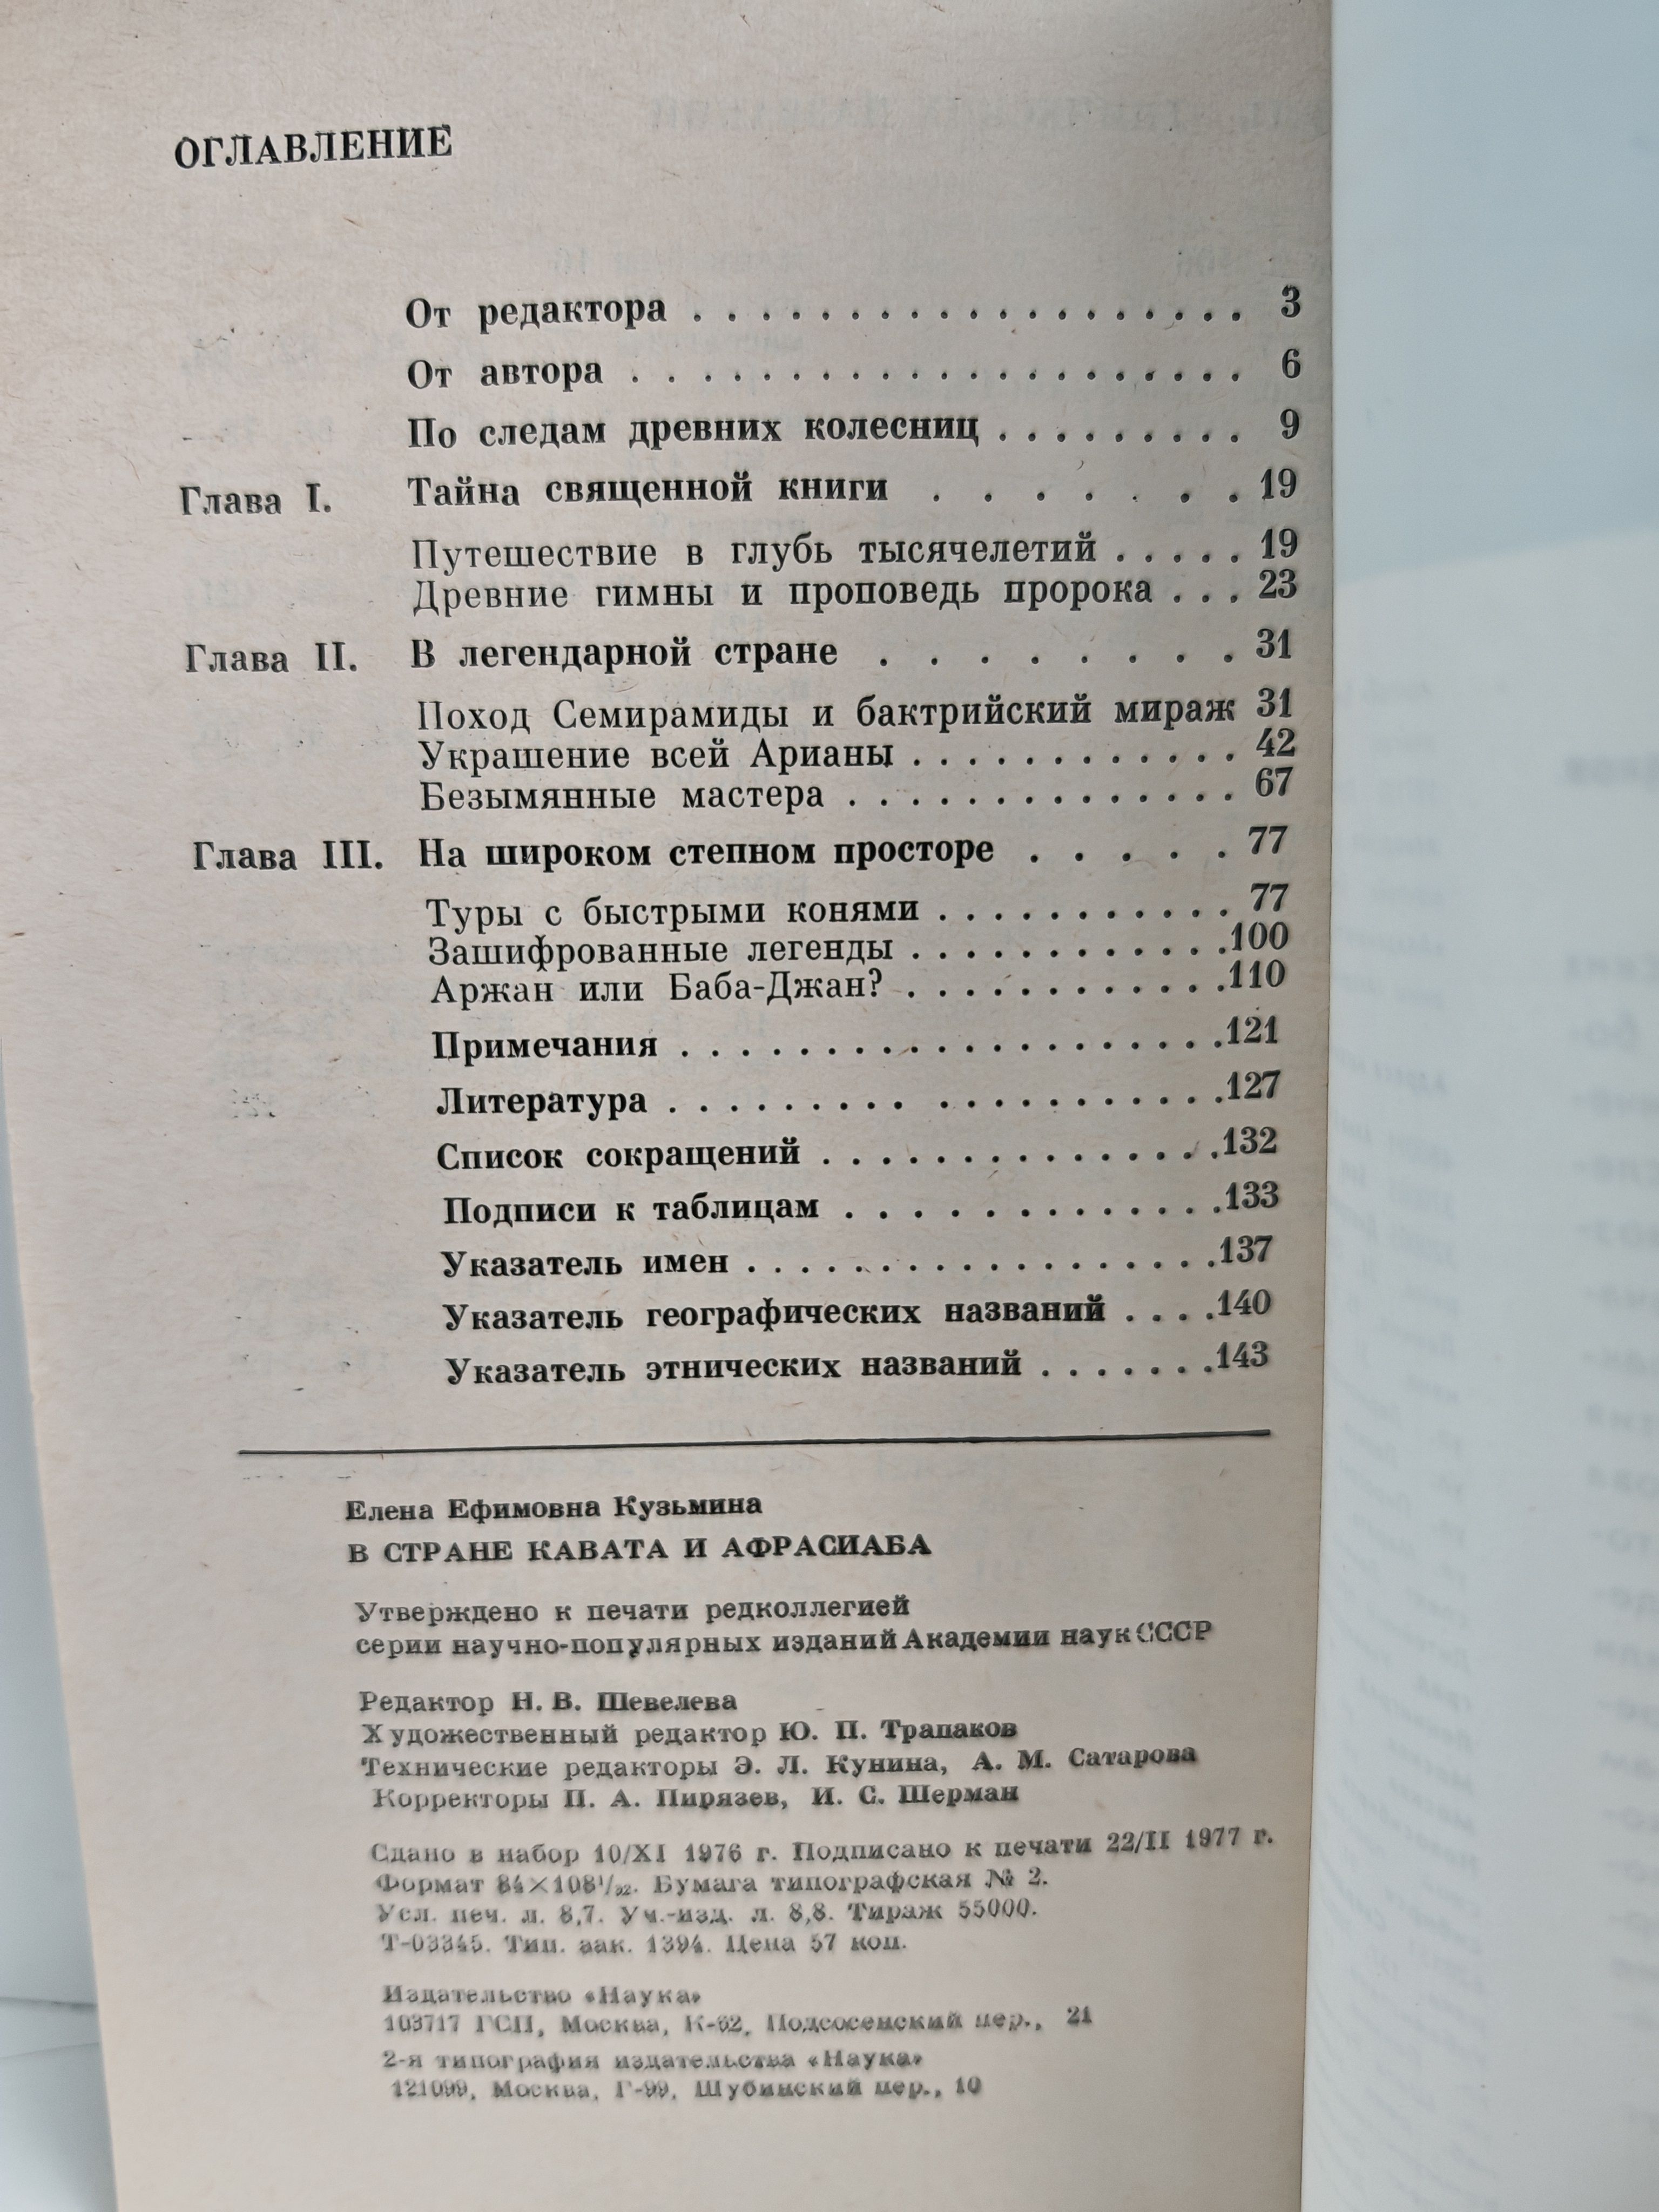 ОГЛАВЛЕНИЕ
От редактора . . . . . . . . . . . . . . . . . . . 3
От автора . . . . . . . . . . . . . . . . . . . . . 6
По следам древних колесниц . . . . . . . . . 9
Глава I. Тайна священной книги . . . . . . . 19
Путешествие в глубь тысячелетий . . . . . 19
Древние гимны и проповедь пророка . . . 23
Глава II. В легендарной стране . . . . . . . . 31
Поход Семирамиды и бактрийский мираж 31
Украшение всей Арианы . . . . . . . . . . . . 42
Безымянные мастера . . . . . . . . . . . . . . 67
Глава III. На широком степном просторе . . . . . 77
Туры с быстрыми конями . . . . . . . . . . . 77
Зашифрованные легенды . . . . . . . . . . . .100
Аржан или Баба-Джан? . . . . . . . . . . . .110
Примечания . . . . . . . . . . . . . . . . . . . .121
Литература . . . . . . . . . . . . . . . . . . . .127
Список сокращений . . . . . . . . . . . . . . .132
Подписи к таблицам . . . . . . . . . . . . . .133
Указатель имен . . . . . . . . . . . . . . . . . .137
Указатель географических названий . . . .140
Указатель этнических названий . . . . . . .143
Елена Ефимовна Кузьмина
В СТРАНЕ КАВАТА И АФРАСИАБА
Утверждено к печати редколлегией
серии научно-популярных изданий Академии наук СССР
Редактор Н. В. Шевелева
Художественный редактор Ю. П. Трапаков
Технические редакторы Э. Л. Кунина, А. М. Сатарова
Корректоры П. А. Пирязев, И. С. Шерман
Сдано в набор 10/XI 1976 г. Подписано к печати 22/II 1977 г.
Формат 84×108¹/₃₂. Бумага типографская № 2.
Усл. печ. л. 8,7. Уч.-изд. л. 8,8. Тираж 55000.
Т-03345. Тип. зак. 1394. Цена 57 коп.
Издательство «Наука»
103717 ГСП, Москва, К-62, Подсосенский пер., 21
2-я типография издательства «Наука»
121099, Москва, Г-99, Шубинский пер., 10